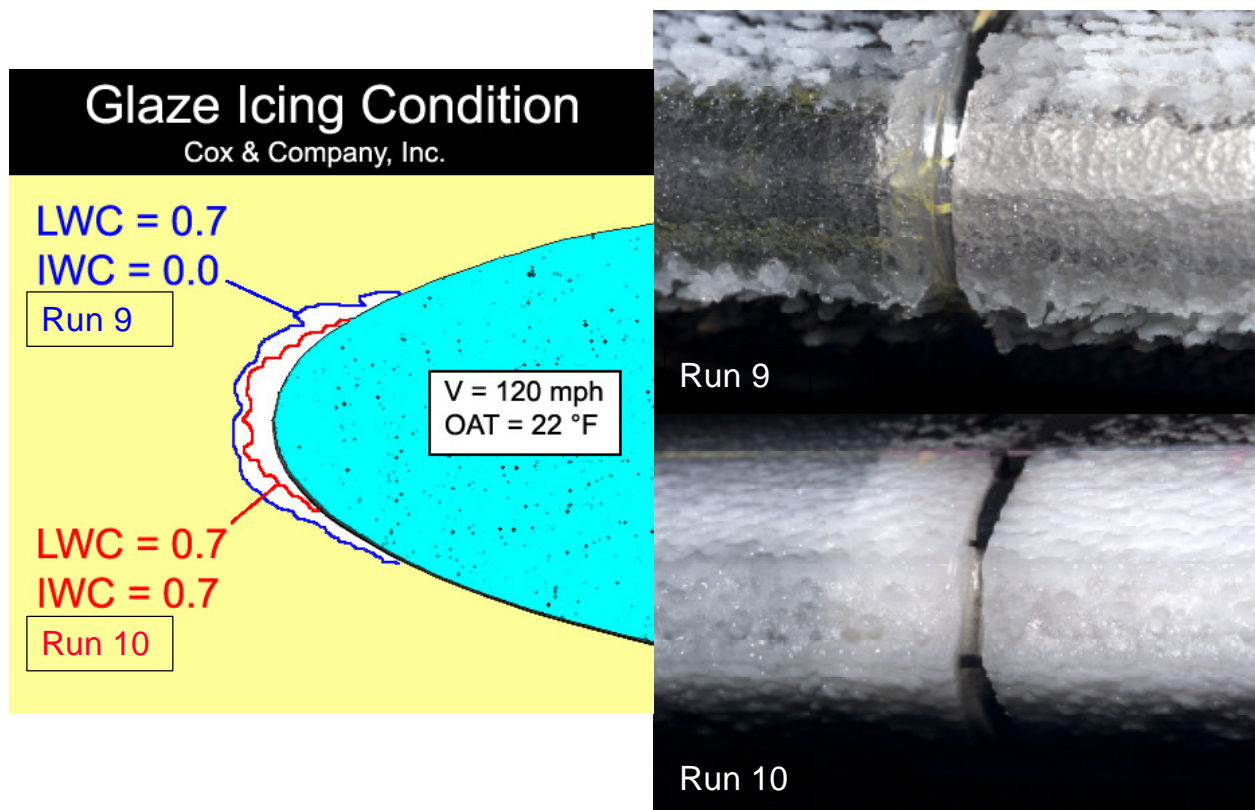 Glaze Icing Condition
Cox & Company, Inc.
LWC = 0.7
IWC = 0.0
Run 9
V = 120 mph
OAT = 22 °F
LWC = 0.7
IWC = 0.7
Run 10
Run 9
Run 10